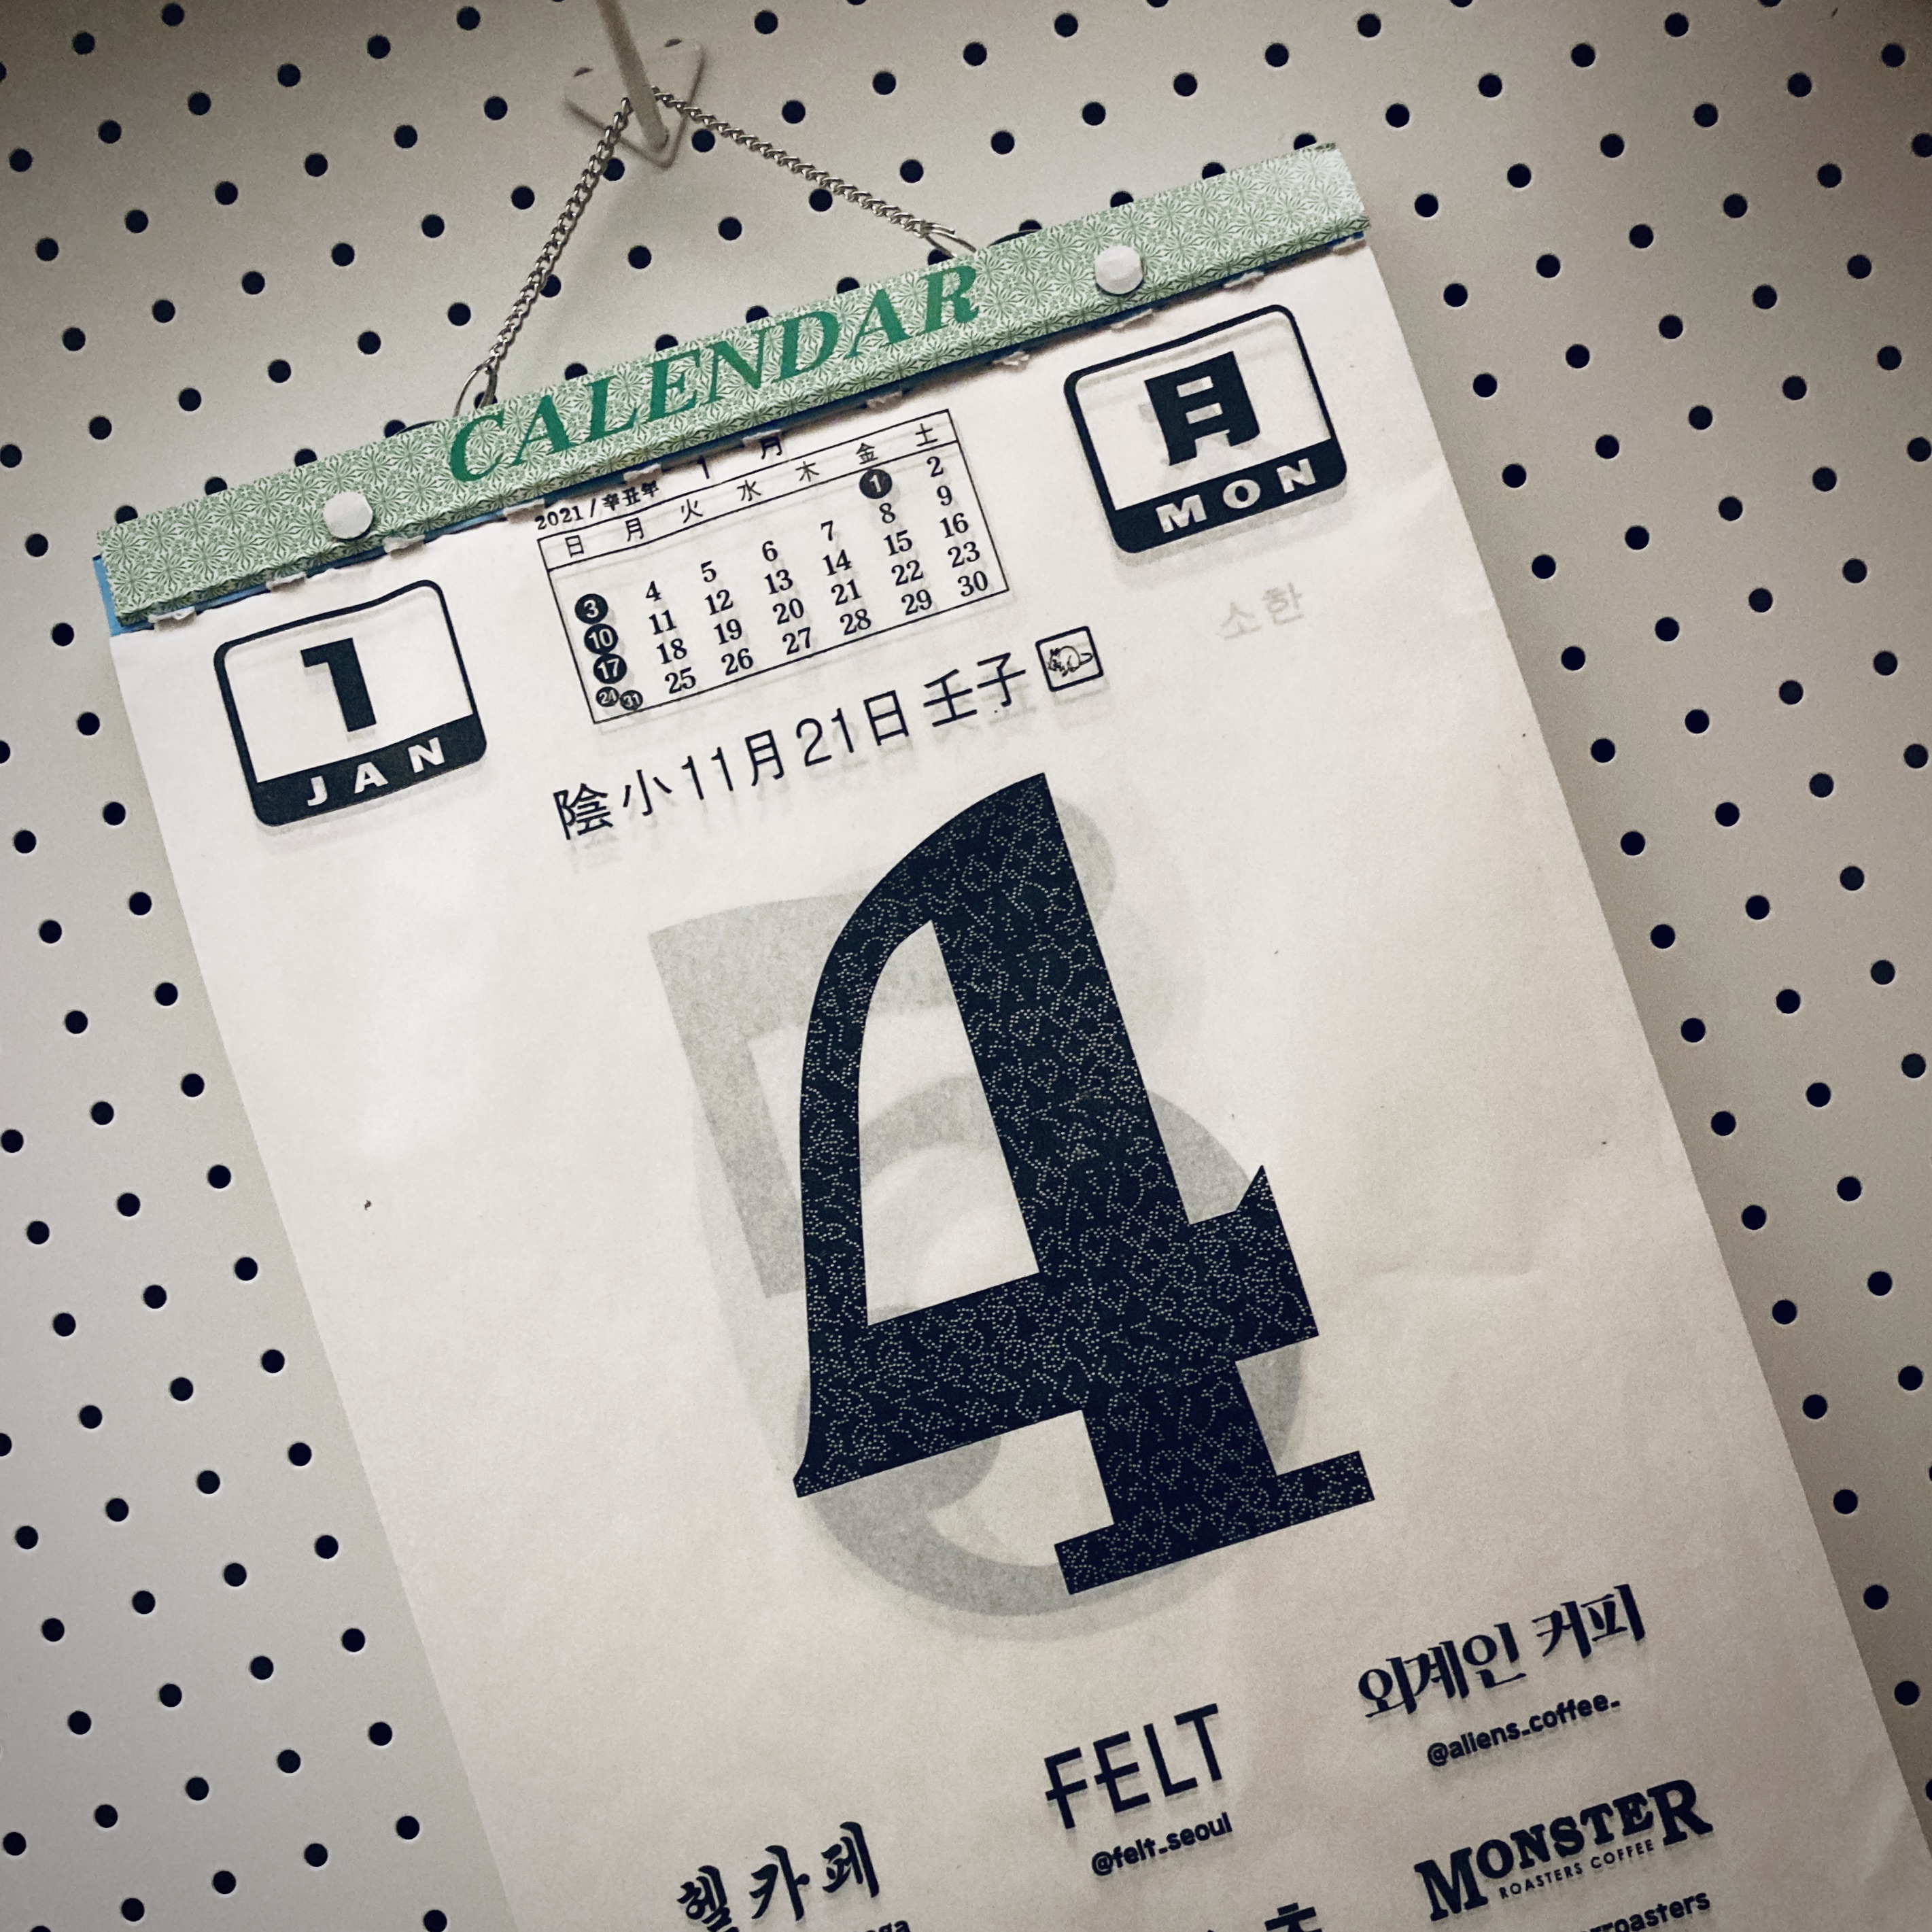 CALENDAR
2021/辛丑年 1 月
日 月 火 水 木 金 土
1 2
3 4 5 6 7 8 9
10 11 12 13 14 15 16
17 18 19 20 21 22 23
24 31 25 26 27 28 29 30
月
MON
1
JAN
소한
陰小11月21日 壬子
4
외계인 커피
@aliens_coffee_
FELT
@felt_seoul
MONSTER
ROASTERS COFFEE
헬 카페